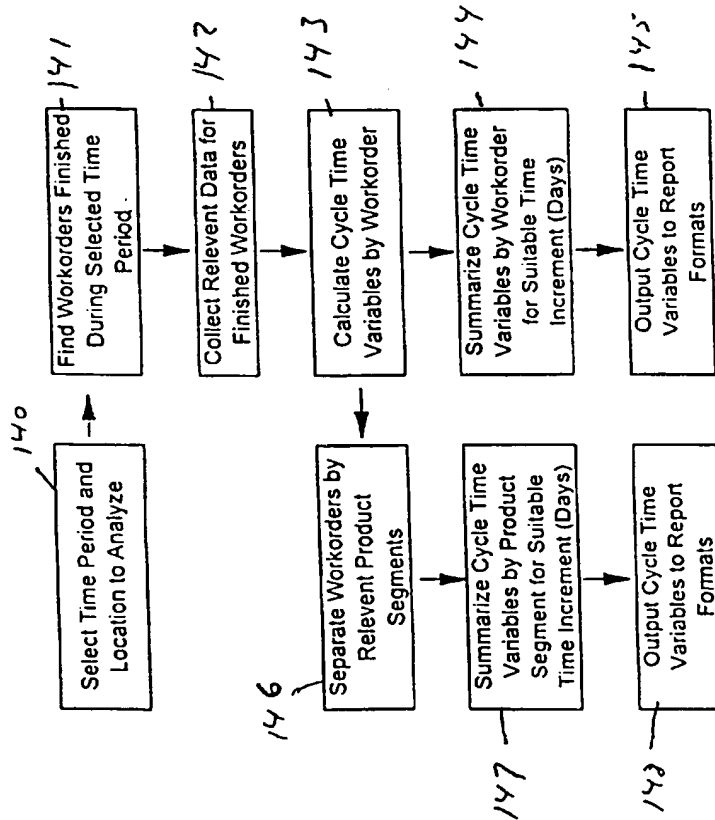 140
Select Time Period and
Location to Analyze
141
Find Workorders Finished
During Selected Time
Period.
142
Collect Relevent Data for
Finished Workorders
143
Calculate Cycle Time
Variables by Workorder
144
Summarize Cycle Time
Variables by Workorder
for Suitable Time
Increment (Days)
145
Output Cycle Time
Variables to Report
Formats
146
Separate Workorders by
Relevent Product
Segments
147
Summarize Cycle Time
Variables by Product
Segment for Suitable
Time Increment (Days)
148
Output Cycle Time
Variables to Report
Formats